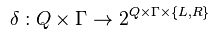 δ : Q × Γ → 2^{Q×Γ×{L,R}}